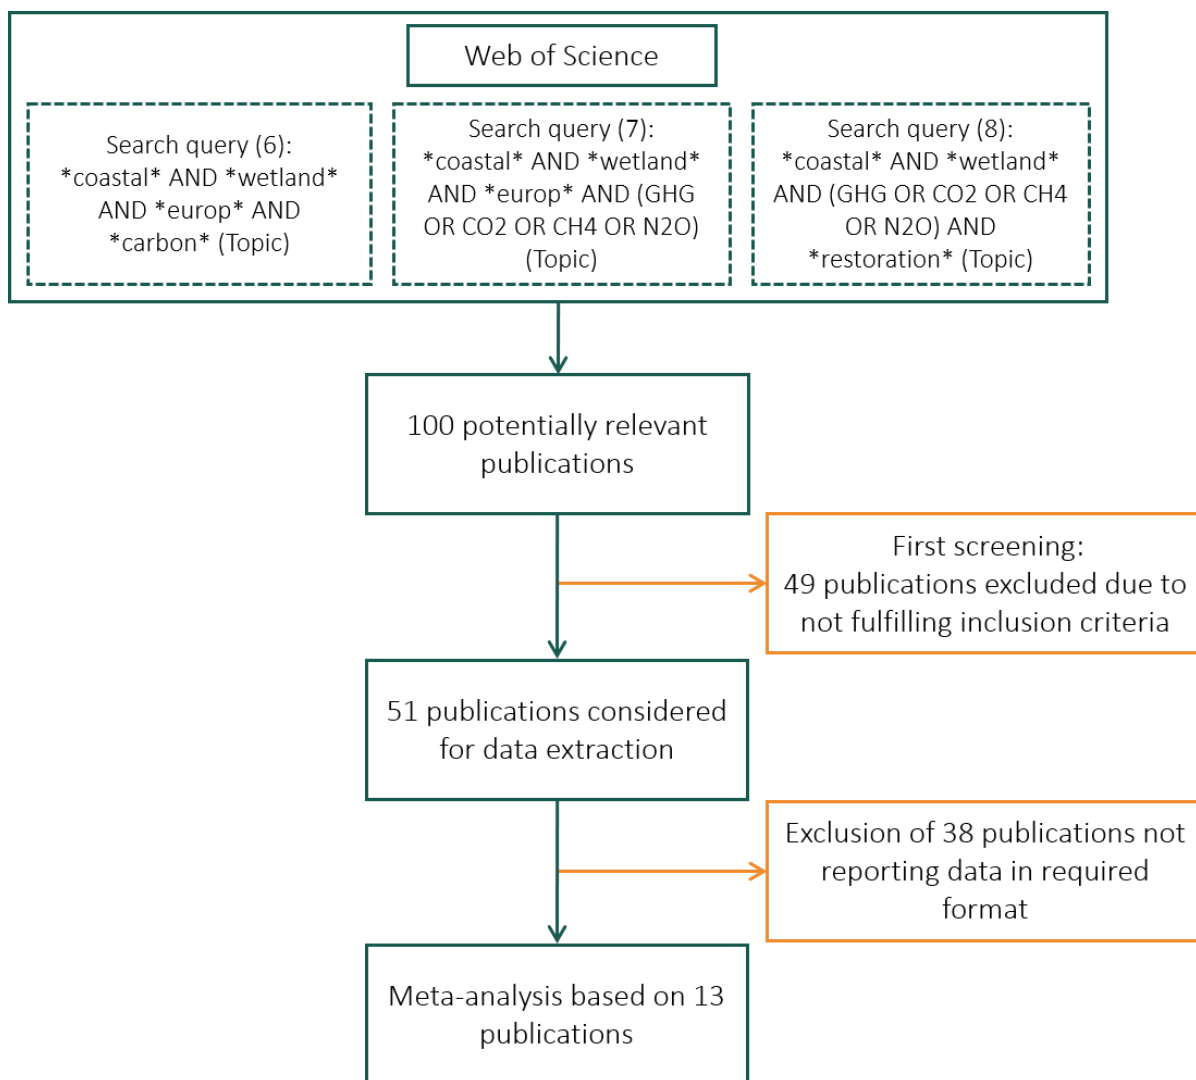 Web of Science
Search query (6):
*coastal* AND *wetland*
AND *europ* AND
*carbon* (Topic)
Search query (7):
*coastal* AND *wetland*
AND *europ* AND (GHG
OR CO2 OR CH4 OR N2O)
(Topic)
Search query (8):
*coastal* AND *wetland*
AND (GHG OR CO2 OR CH4
OR N2O) AND
*restoration* (Topic)
100 potentially relevant
publications
First screening:
49 publications excluded due to
not fulfilling inclusion criteria
51 publications considered
for data extraction
Exclusion of 38 publications not
reporting data in required
format
Meta-analysis based on 13
publications